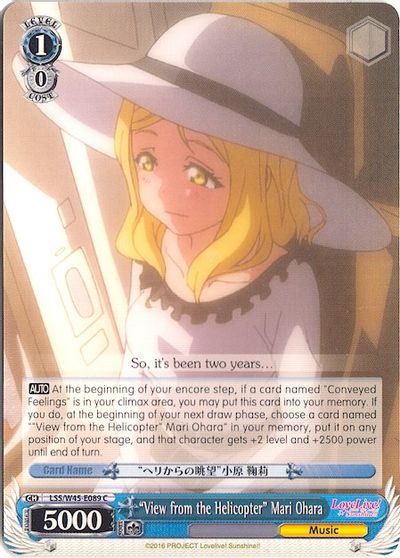 LEVEL
1
0
COST
So, it's been two years…
AUTO At the beginning of your encore step, if a card named "Conveyed
Feelings" is in your climax area, you may put this card into your memory. If
you do, at the beginning of your next draw phase, choose a card named
""View from the Helicopter" Mari Ohara" in your memory, put it on any
position of your stage, and that character gets +2 level and +2500 power
until end of turn.
Card Name
"ヘリからの眺望"小原 鞠莉
LSS/W45-E089 C
5000
"View from the Helicopter" Mari Ohara
LoveLive!
Sunshine!!
Music
©2016 PROJECT Lovelive! Sunshine!!